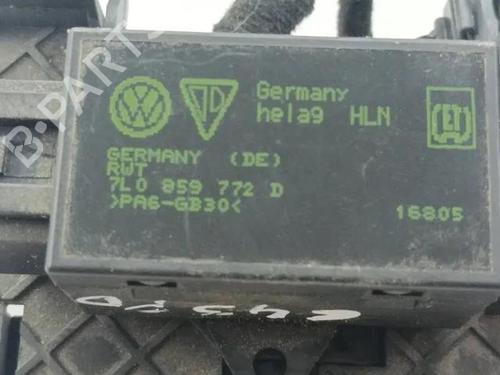 B-PARTS
Germany
helag HLN
GERMANY (DE)
RWT
7L0 859 772 D
>PA6-GB30<
16805